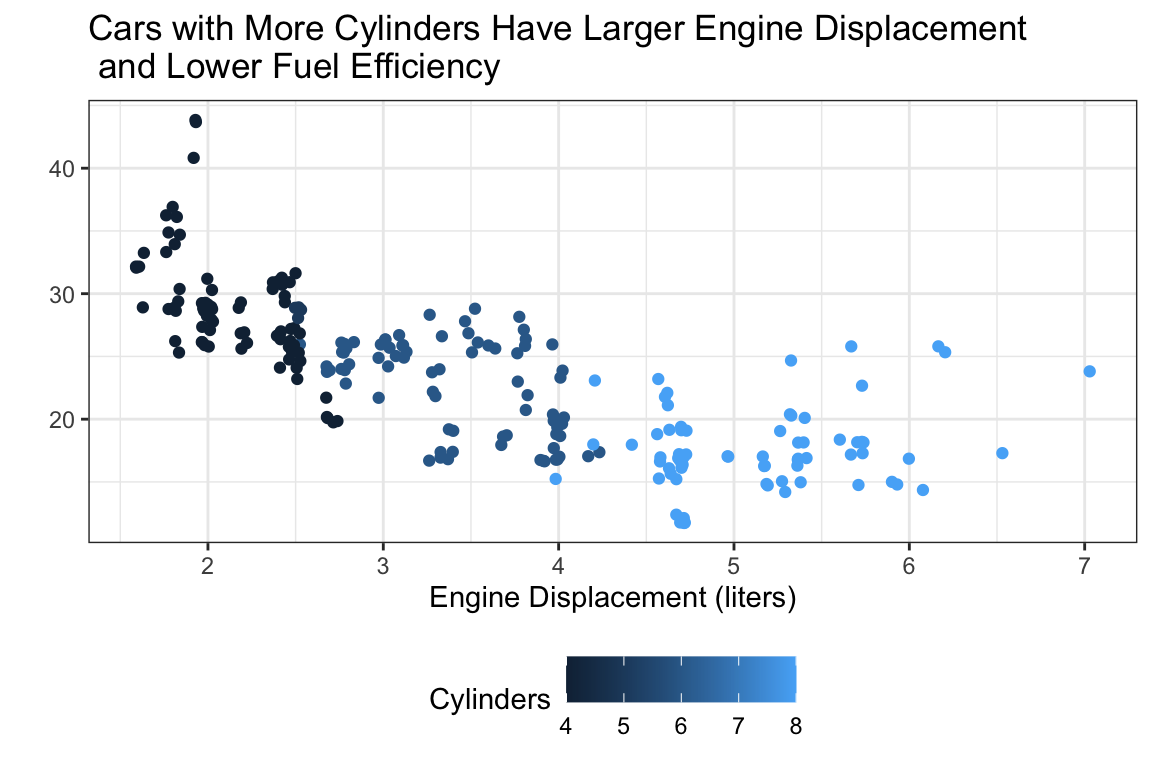 Cars with More Cylinders Have Larger Engine Displacement
and Lower Fuel Efficiency
40
30
20
2 3 4 5 6 7
Engine Displacement (liters)
Cylinders
4 5 6 7 8